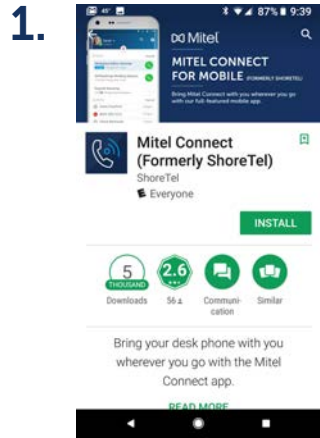 1.
45° 87% 9:39
Mitel
MITEL CONNECT
FOR MOBILE (FORMERLY SHORETEL)
Bring Mitel Connect with you wherever you go
with our full-featured mobile app.
Mitel Connect
(Formerly ShoreTel)
ShoreTel
E Everyone
INSTALL
5
THOUSAND
2.6
Downloads
56
Communi-
cation
Similar
Bring your desk phone with you
wherever you go with the Mitel
Connect app.
READ MORE